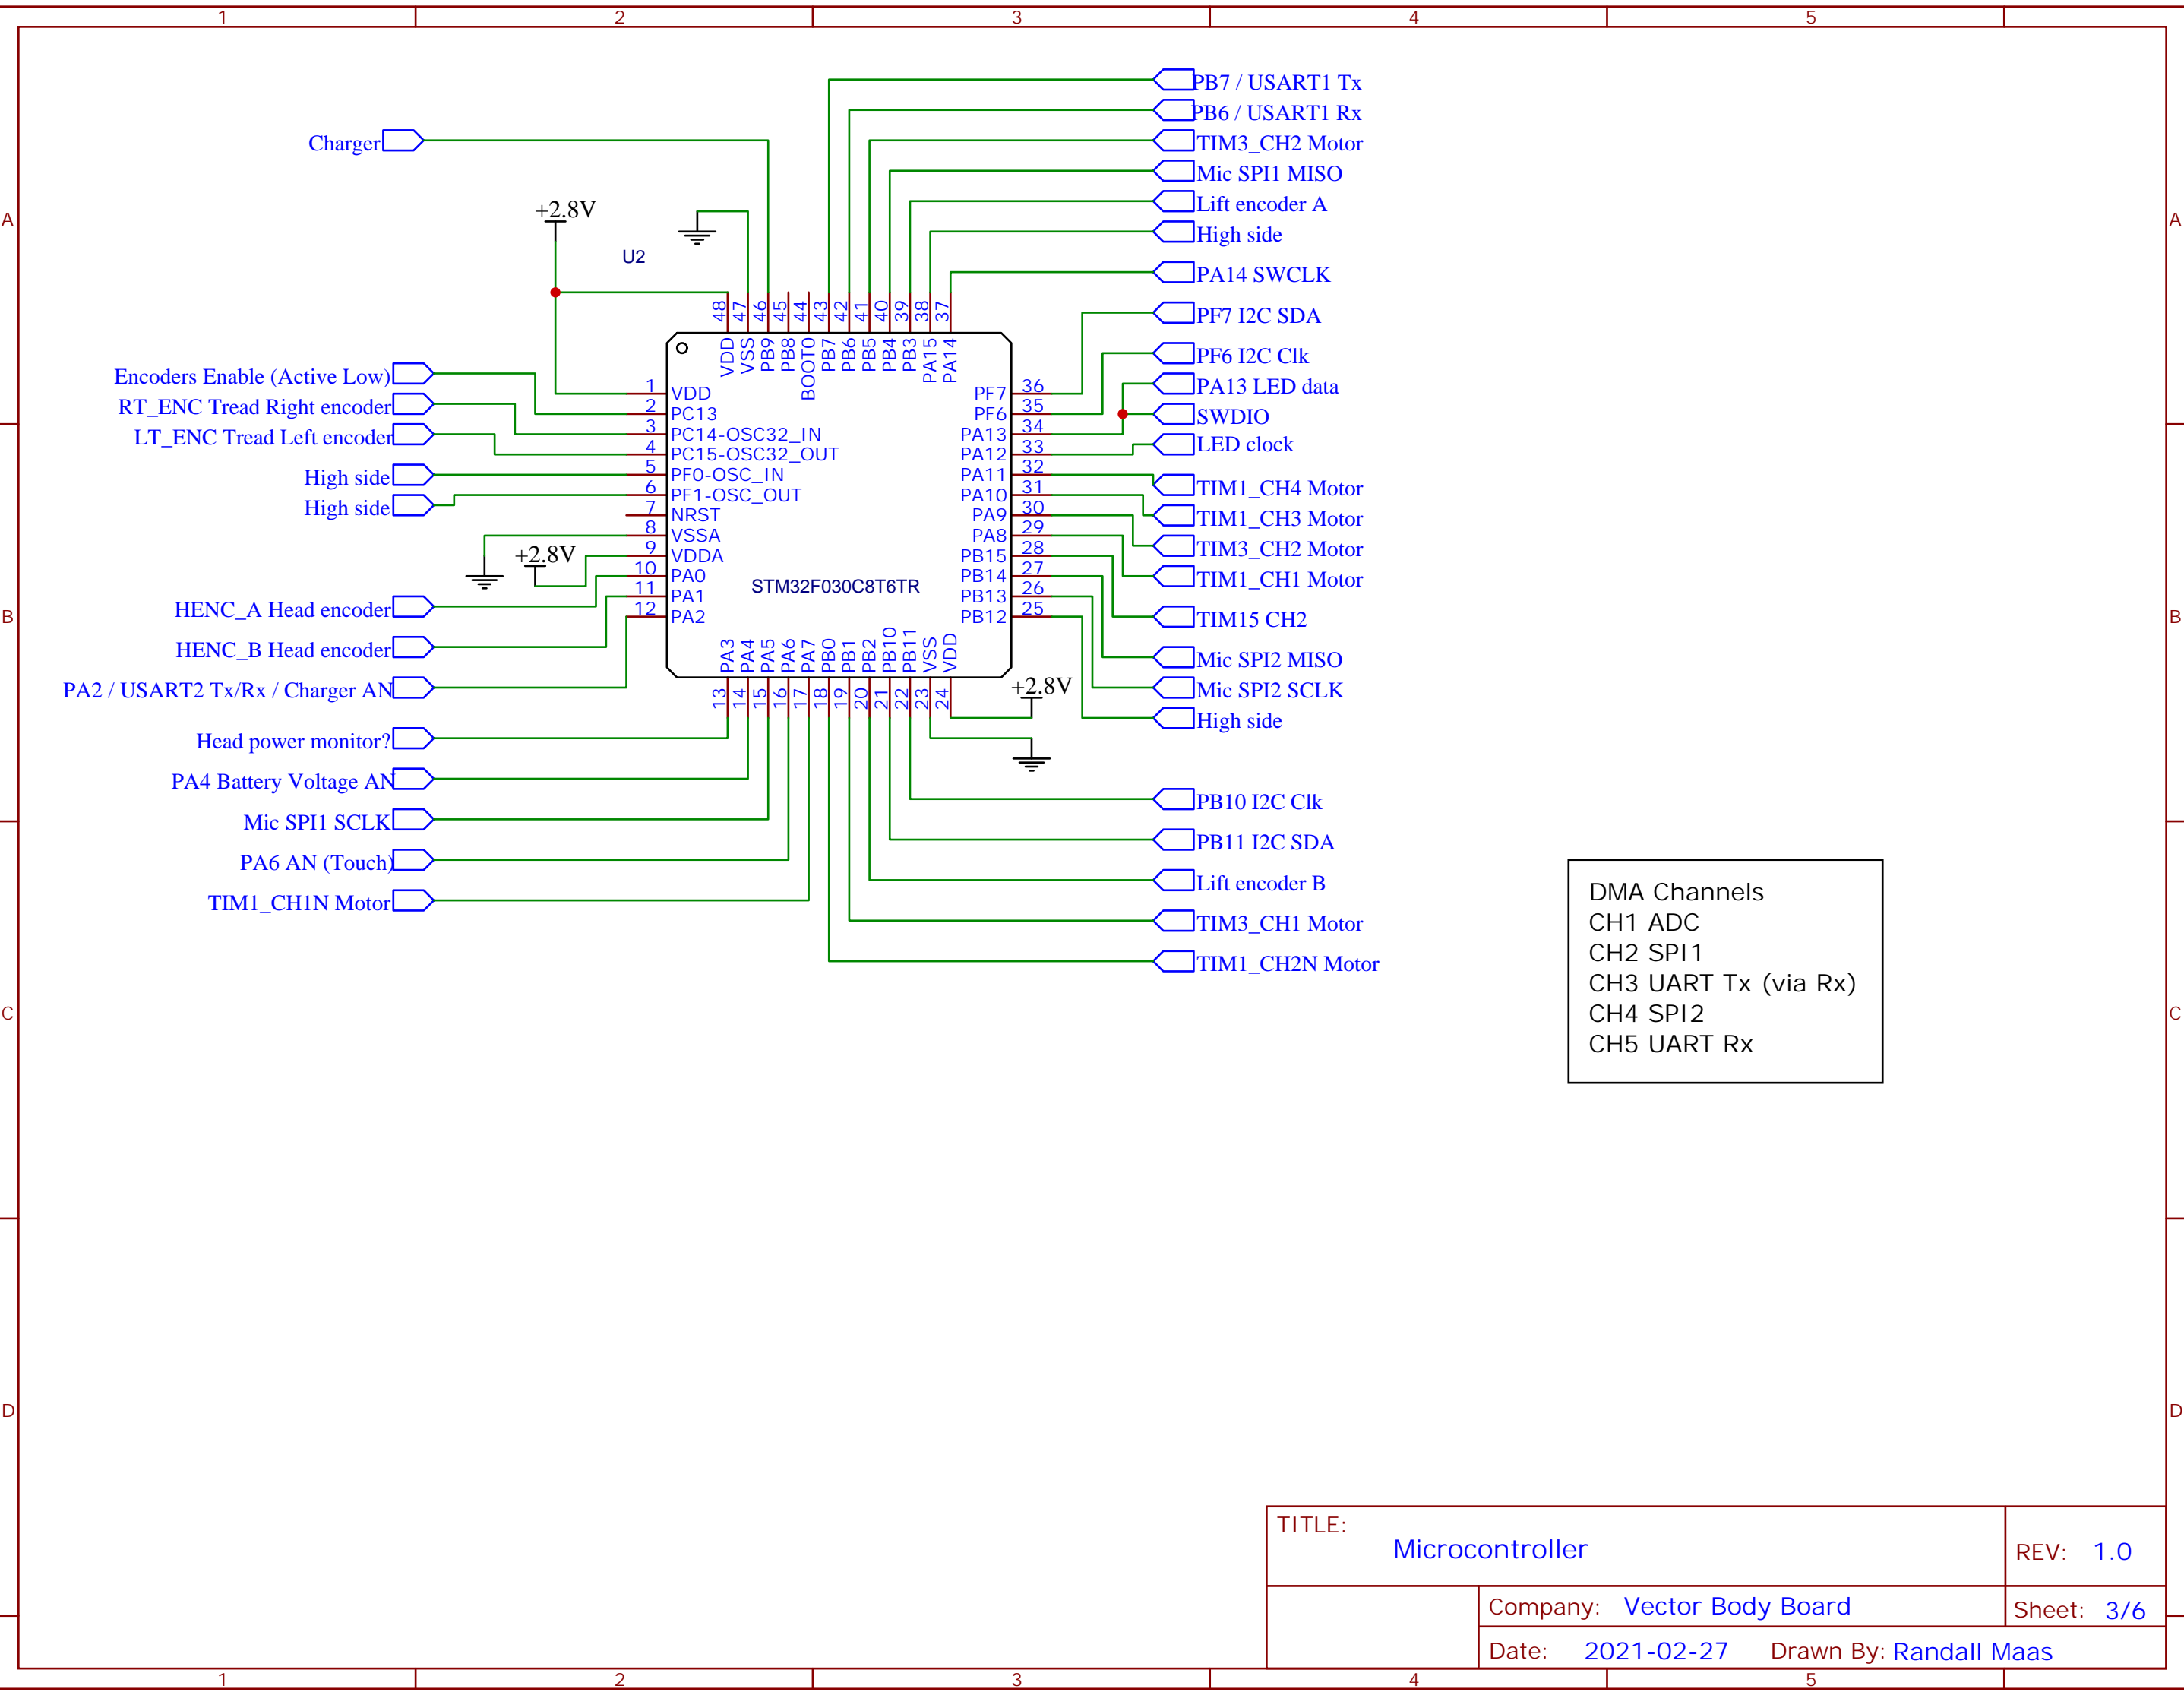 1 2 3 4 5
A A
B B
C C
D D
1 2 3 4 5
Charger
+2.8V
U2
Encoders Enable (Active Low)
RT_ENC Tread Right encoder
LT_ENC Tread Left encoder
High side
High side
+2.8V
HENC_A Head encoder
HENC_B Head encoder
PA2 / USART2 Tx/Rx / Charger AN
Head power monitor?
PA4 Battery Voltage AN
Mic SPI1 SCLK
PA6 AN (Touch)
TIM1_CH1N Motor
48 47 46 45 44 43 42 41 40 39 38 37
VDD VSS PB9 PB8 BOOT0 PB7 PB6 PB5 PB4 PB3 PA15 PA14
1 VDD
2 PC13
3 PC14-OSC32_IN
4 PC15-OSC32_OUT
5 PF0-OSC_IN
6 PF1-OSC_OUT
7 NRST
8 VSSA
9 VDDA
10 PA0
11 PA1
12 PA2
STM32F030C8T6TR
PF7 36
PF6 35
PA13 34
PA12 33
PA11 32
PA10 31
PA9 30
PA8 29
PB15 28
PB14 27
PB13 26
PB12 25
PA3 PA4 PA5 PA6 PA7 PB0 PB1 PB2 PB10 PB11 VSS VDD
13 14 15 16 17 18 19 20 21 22 23 24
+2.8V
PB7 / USART1 Tx
PB6 / USART1 Rx
TIM3_CH2 Motor
Mic SPI1 MISO
Lift encoder A
High side
PA14 SWCLK
PF7 I2C SDA
PF6 I2C Clk
PA13 LED data
SWDIO
LED clock
TIM1_CH4 Motor
TIM1_CH3 Motor
TIM3_CH2 Motor
TIM1_CH1 Motor
TIM15 CH2
Mic SPI2 MISO
Mic SPI2 SCLK
High side
PB10 I2C Clk
PB11 I2C SDA
Lift encoder B
TIM3_CH1 Motor
TIM1_CH2N Motor
DMA Channels
CH1 ADC
CH2 SPI1
CH3 UART Tx (via Rx)
CH4 SPI2
CH5 UART Rx
TITLE:
Microcontroller
REV: 1.0
Company: Vector Body Board
Sheet: 3/6
Date: 2021-02-27 Drawn By: Randall Maas